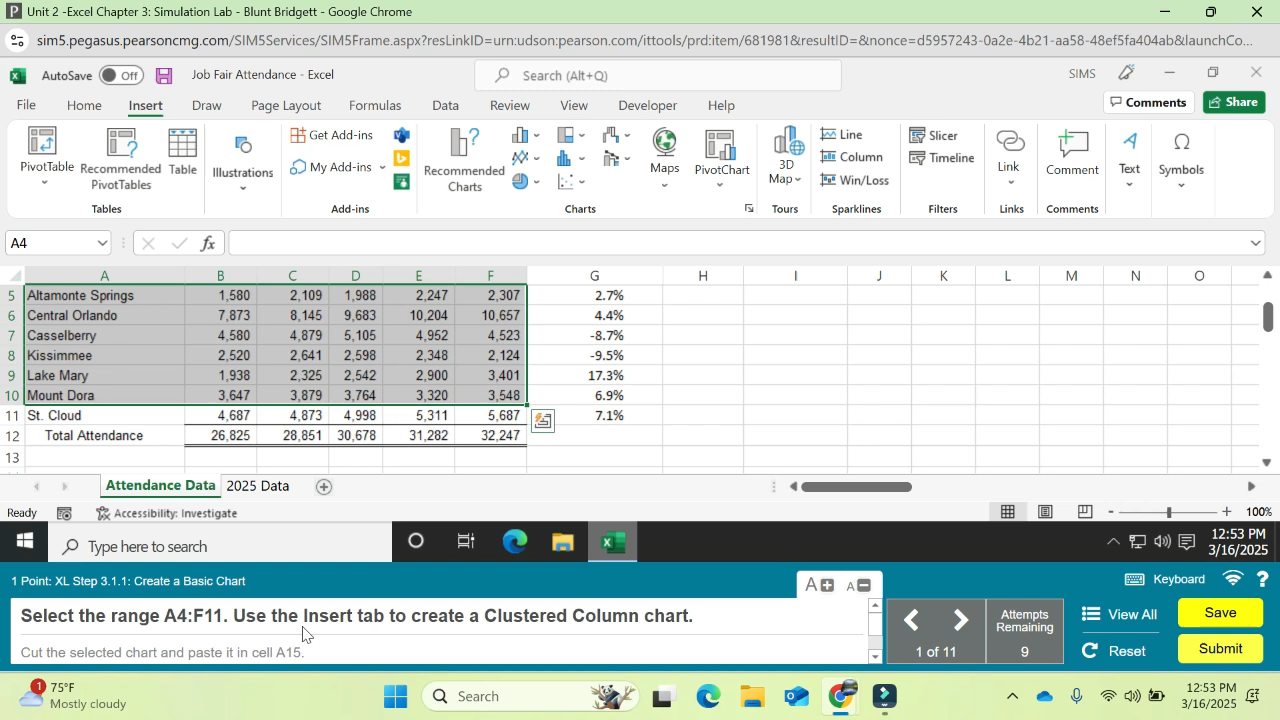 Unit 2 -Excel Chapter 3: Simulation Lab - Blunt Bridgett - Google Chrome
sim5.pegasus.pearsoncmg.com/SIM5Services/SIM5Frame.aspx?resLinkID=urn:udson:pearson.com/ittools/prd:item/681981&resultID=&nonce=d5957243-0a2e-4b21-aa58-48ef5fa404ab&launchCo...
AutoSave Off Job Fair Attendance - Excel Search (Alt+Q) SIMS
File Home Insert Draw Page Layout Formulas Data Review View Developer Help Comments Share
PivotTable Recommended PivotTables Table Illustrations Get Add-ins My Add-ins Recommended Charts Maps PivotChart 3D Map Line Column Win/Loss Slicer Timeline Link Comment Text Symbols
Tables Add-ins Charts Tours Sparklines Filters Links Comments
A4 fx
A B C D E F G H I J K L M N O
5 Altamonte Springs 1,580 2,109 1,988 2,247 2,307 2.7%
6 Central Orlando 7,873 8,145 9,683 10,204 10,657 4.4%
7 Casselberry 4,580 4,879 5,105 4,952 4,523 -8.7%
8 Kissimmee 2,520 2,641 2,598 2,348 2,124 -9.5%
9 Lake Mary 1,938 2,325 2,542 2,900 3,401 17.3%
10 Mount Dora 3,647 3,879 3,764 3,320 3,548 6.9%
11 St. Cloud 4,687 4,873 4,998 5,311 5,687 7.1%
12 Total Attendance 26,825 28,851 30,678 31,282 32,247
13
Attendance Data 2025 Data
Ready Accessibility: Investigate 100%
Type here to search 12:53 PM
3/16/2025
1 Point: XL Step 3.1.1: Create a Basic Chart A A Keyboard ?
Select the range A4:F11. Use the Insert tab to create a Clustered Column chart.
Cut the selected chart and paste it in cell A15.
1 of 11
Attempts Remaining
9
View All Save
Reset Submit
1 75°F
Mostly cloudy
Search
12:53 PM
3/16/2025